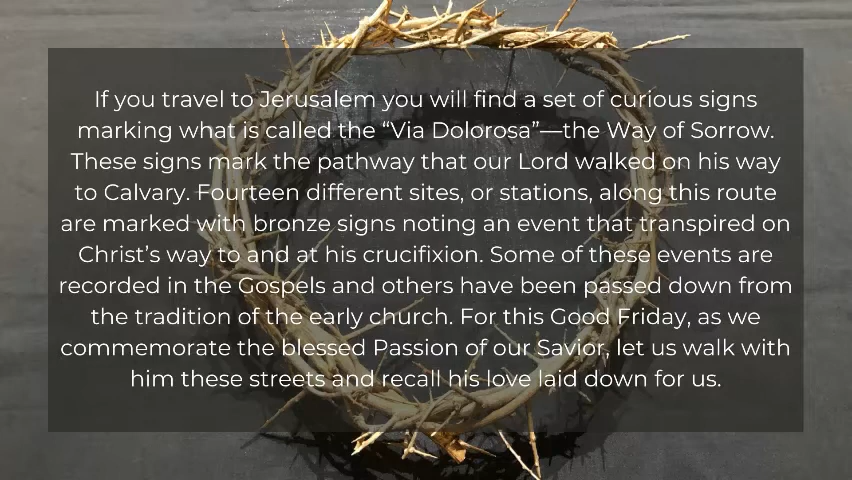 If you travel to Jerusalem you will find a set of curious signs
marking what is called the “Via Dolorosa”—the Way of Sorrow.
These signs mark the pathway that our Lord walked on his way
to Calvary. Fourteen different sites, or stations, along this route
are marked with bronze signs noting an event that transpired on
Christ’s way to and at his crucifixion. Some of these events are
recorded in the Gospels and others have been passed down from
the tradition of the early church. For this Good Friday, as we
commemorate the blessed Passion of our Savior, let us walk with
him these streets and recall his love laid down for us.